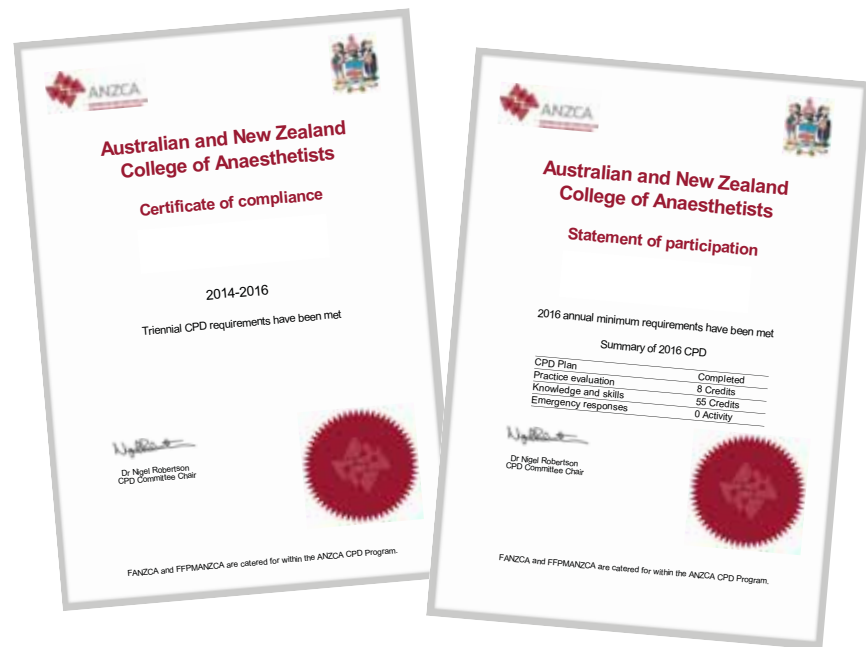 ANZCA
Australian and New Zealand
College of Anaesthetists
Certificate of compliance
2014-2016
Triennial CPD requirements have been met
Dr Nigel Robertson
CPD Committee Chair
FANZCA and FFPMANZCA are catered for within the ANZCA CPD Program.
ANZCA
Australian and New Zealand
College of Anaesthetists
Statement of participation
2016 annual minimum requirements have been met
Summary of 2016 CPD
CPD Plan Completed
Practice evaluation 8 Credits
Knowledge and skills 55 Credits
Emergency responses 0 Activity
Dr Nigel Robertson
CPD Committee Chair
FANZCA and FFPMANZCA are catered for within the ANZCA CPD Program.